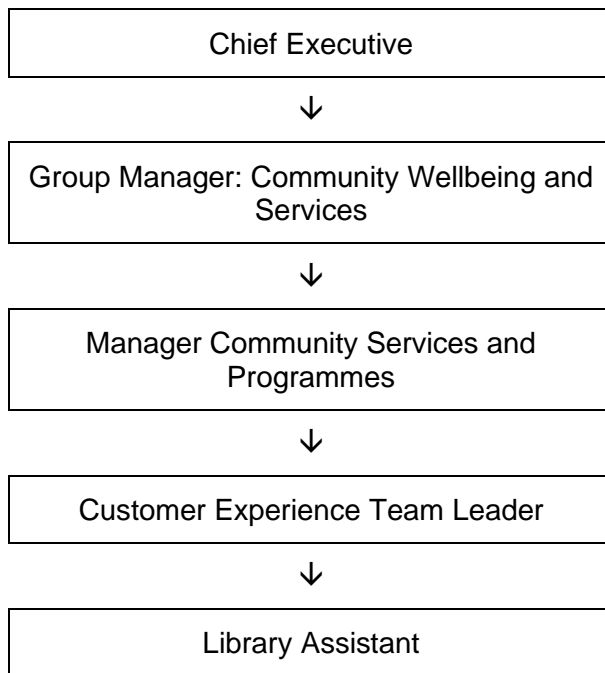 Chief Executive
Group Manager: Community Wellbeing and
Services
Manager Community Services and
Programmes
Customer Experience Team Leader
Library Assistant